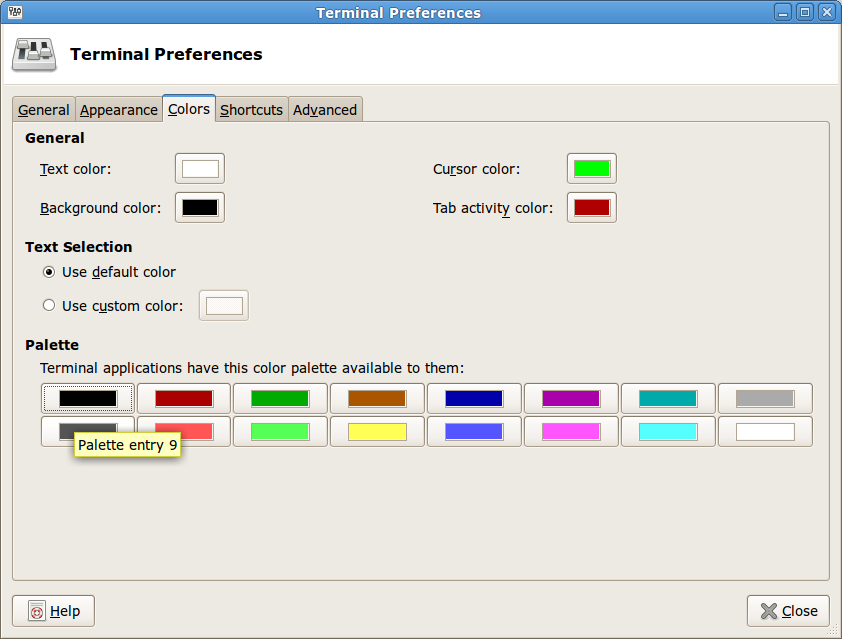 Terminal Preferences
Terminal Preferences
General Appearance Colors Shortcuts Advanced
General
Text color: Cursor color:
Background color: Tab activity color:
Text Selection
Use default color
Use custom color:
Palette
Terminal applications have this color palette available to them:
Palette entry 9
Help Close